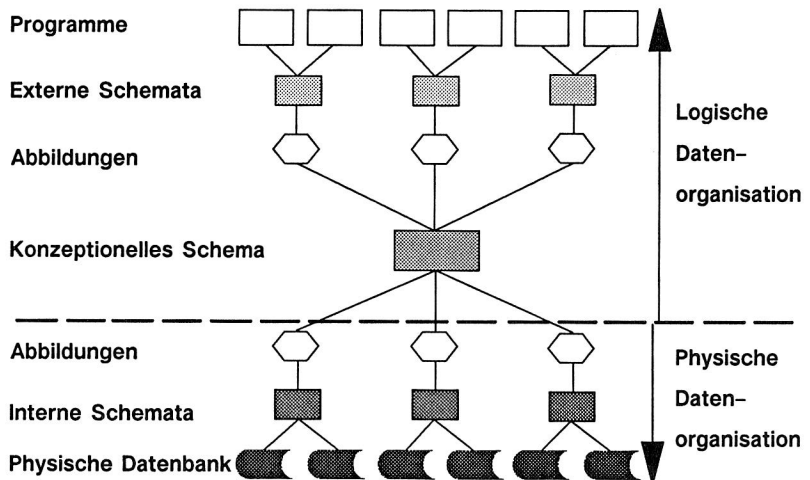 Programme
Externe Schemata
Abbildungen
Konzeptionelles Schema
Logische
Daten-
organisation
Abbildungen
Interne Schemata
Physische Datenbank
Physische
Daten-
organisation